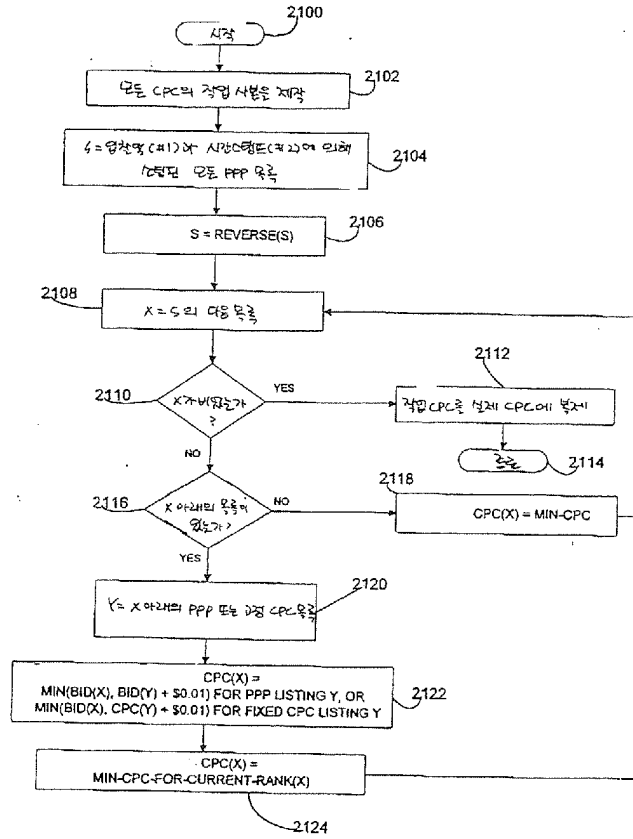 2100
시작
2102
모든 CPC의 작업 사본을 제작
S = 입찰액(#1)과 시간스탬프(#2)에 의해
소팅된 모든 PPP 목록
2104
S = REVERSE(S)
2106
2108
X = S의 다음 목록
2110
X가 비었는가
?
YES
2112
작업 CPC를 실제 CPC에 복제
종료
2114
NO
2116
X 아래의 목록이
있는가?
NO
2118
CPC(X) = MIN-CPC
YES
2120
Y = X 아래의 PPP 또는 고정 CPC 목록
CPC(X) =
MIN(BID(X), BID(Y) + $0.01) FOR PPP LISTING Y, OR
MIN(BID(X), CPC(Y) + $0.01) FOR FIXED CPC LISTING Y
2122
CPC(X) =
MIN-CPC-FOR-CURRENT-RANK(X)
2124